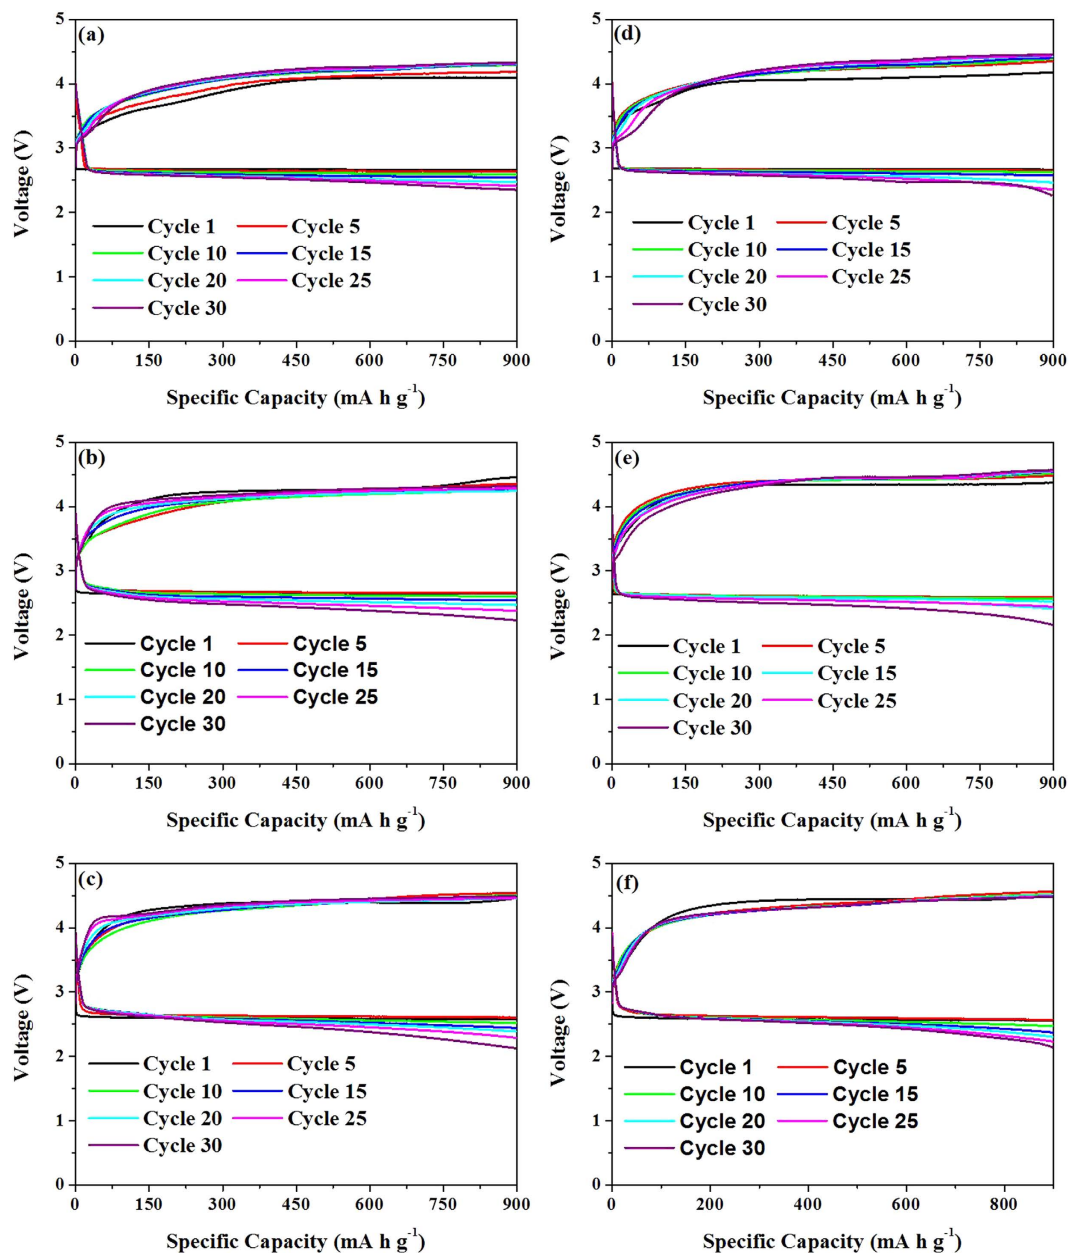 (a)
5
4
3
2
1
0
Voltage (V)
Cycle 1 Cycle 5
Cycle 10 Cycle 15
Cycle 20 Cycle 25
Cycle 30
0 150 300 450 600 750 900
Specific Capacity (mA h g-1)
(d)
5
4
3
2
1
0
Voltage (V)
Cycle 1 Cycle 5
Cycle 10 Cycle 15
Cycle 20 Cycle 25
Cycle 30
0 150 300 450 600 750 900
Specific Capacity (mA h g-1)
(b)
5
4
3
2
1
0
Voltage (V)
Cycle 1 Cycle 5
Cycle 10 Cycle 15
Cycle 20 Cycle 25
Cycle 30
0 150 300 450 600 750 900
Specific Capacity (mA h g-1)
(e)
5
4
3
2
1
0
Voltage (V)
Cycle 1 Cycle 5
Cycle 10 Cycle 15
Cycle 20 Cycle 25
Cycle 30
0 150 300 450 600 750 900
Specific Capacity (mA h g-1)
(c)
5
4
3
2
1
0
Voltage (V)
Cycle 1 Cycle 5
Cycle 10 Cycle 15
Cycle 20 Cycle 25
Cycle 30
0 150 300 450 600 750 900
Specific Capacity (mA h g-1)
(f)
5
4
3
2
1
0
Voltage (V)
Cycle 1 Cycle 5
Cycle 10 Cycle 15
Cycle 20 Cycle 25
Cycle 30
0 200 400 600 800
Specific Capacity (mA h g-1)